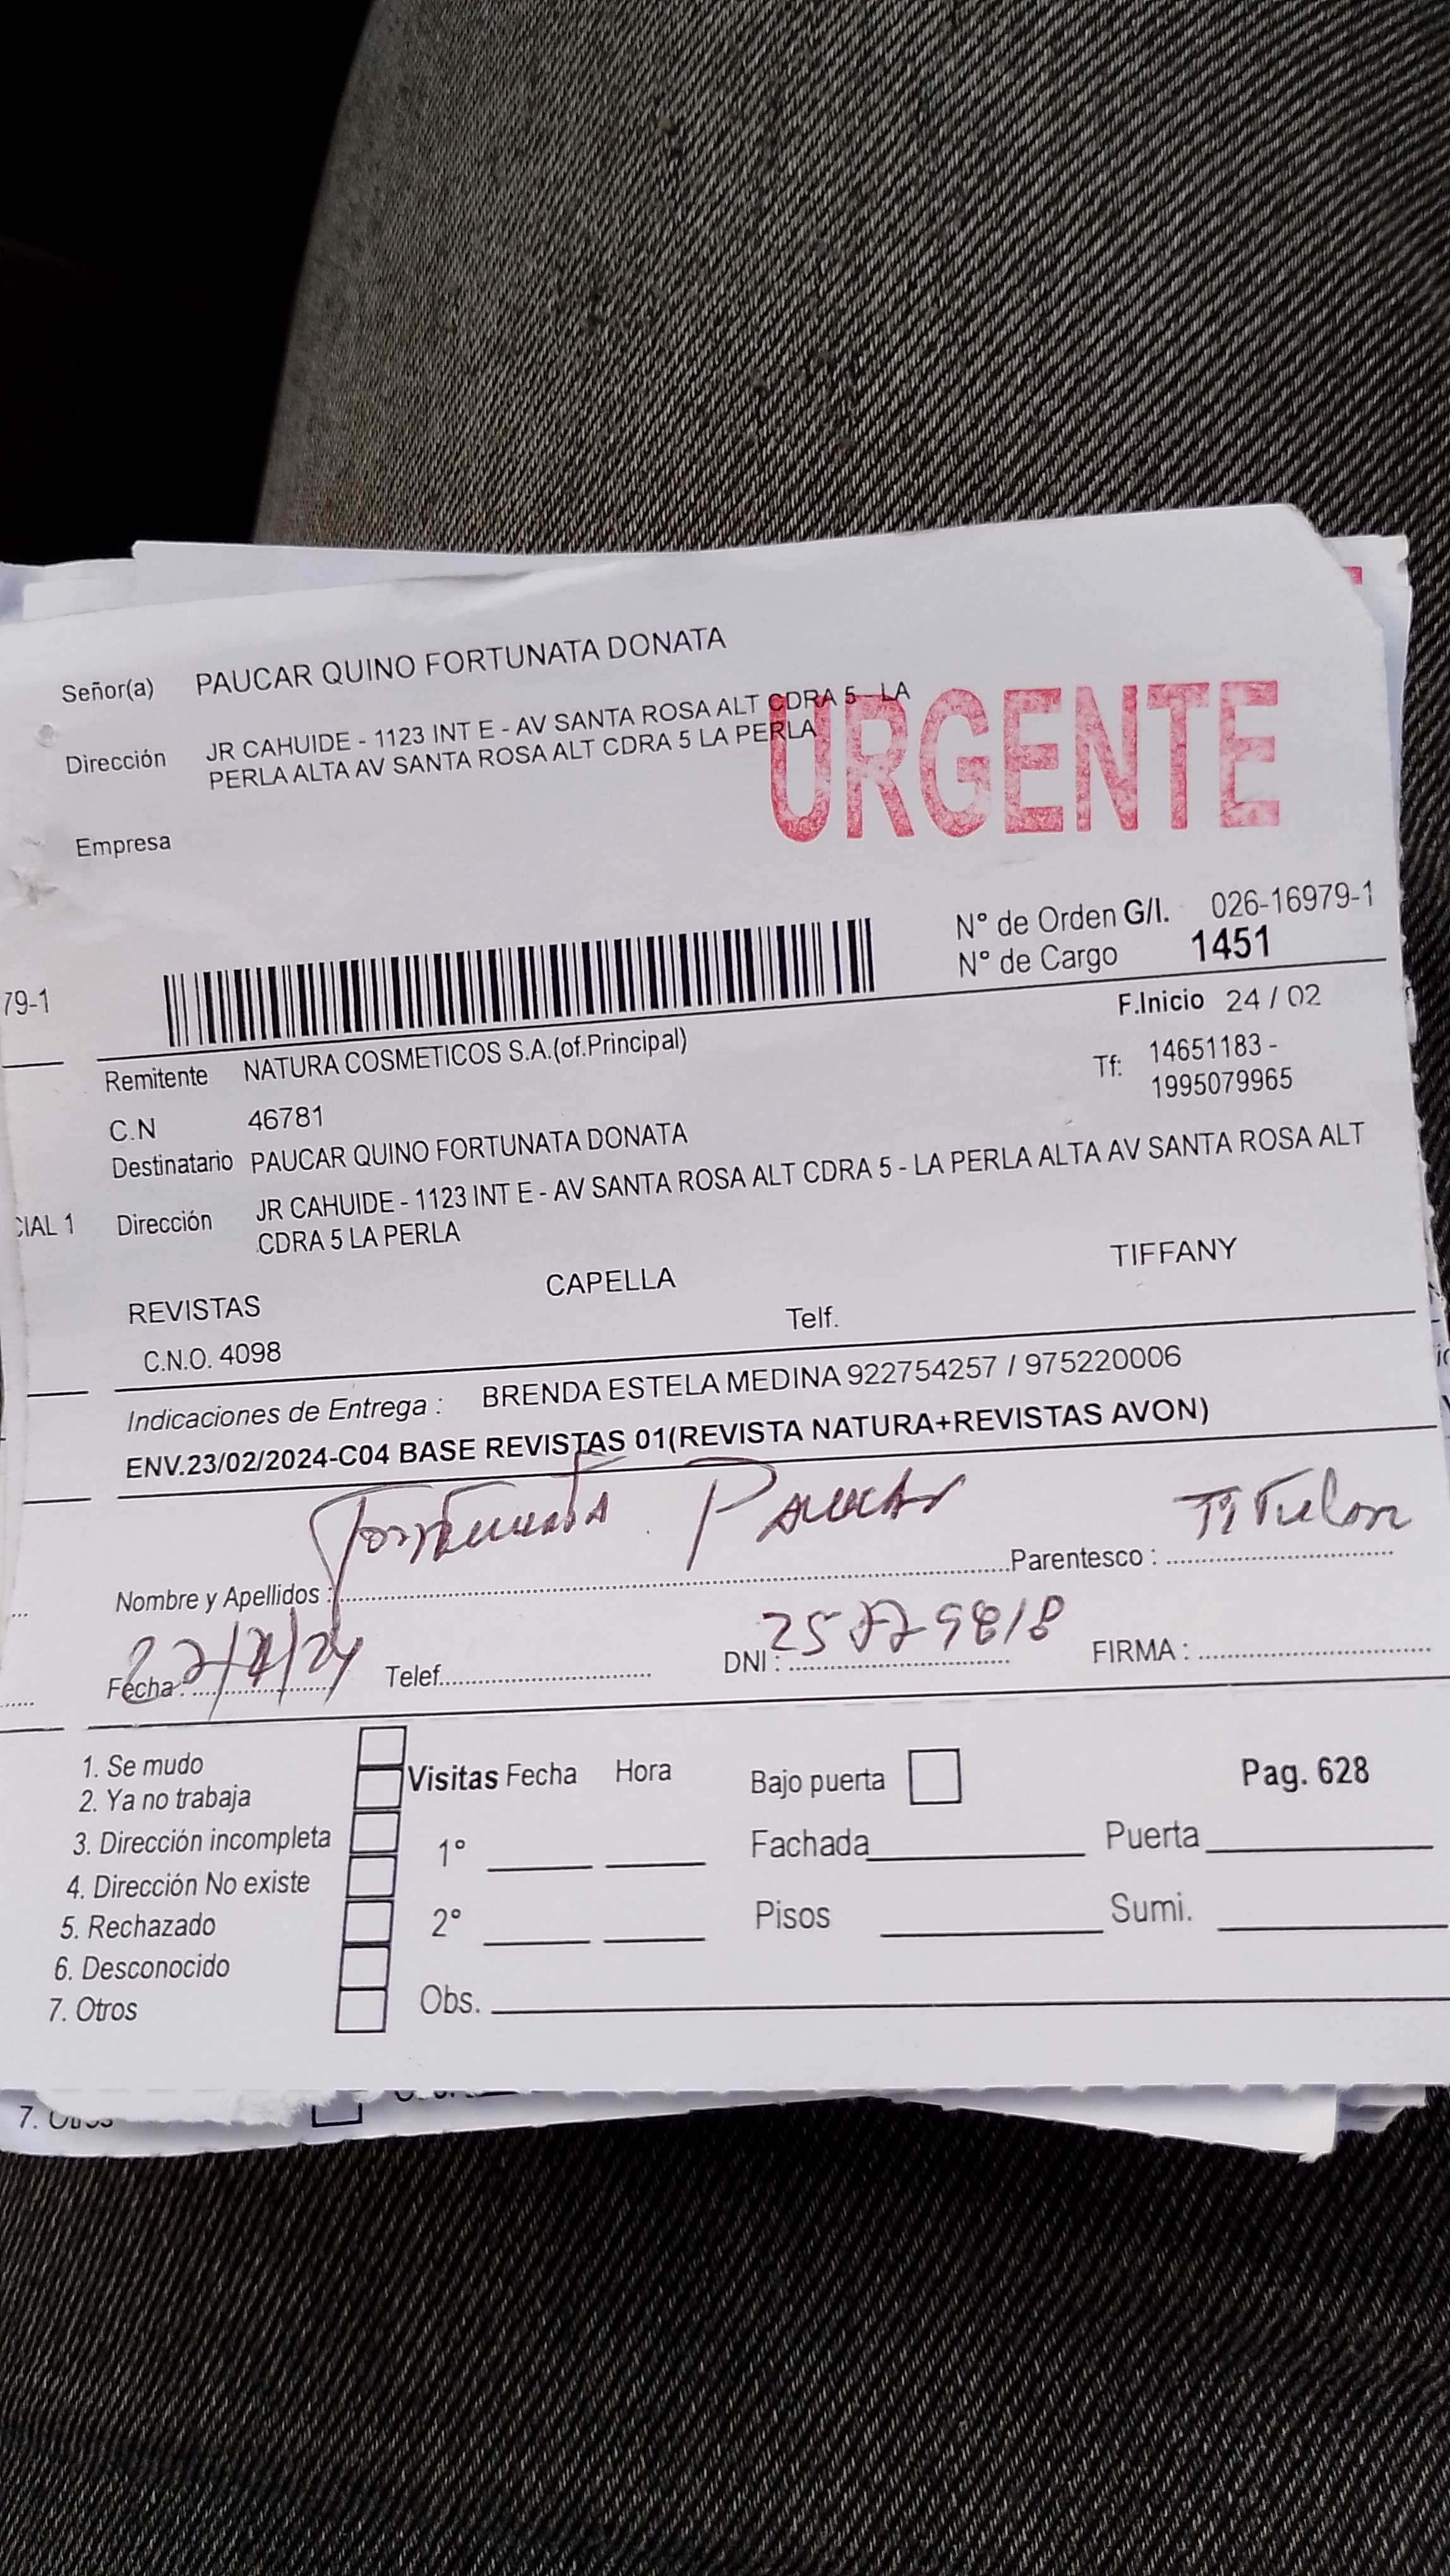 Señor(a) PAUCAR QUINO FORTUNATA DONATA
Dirección JR CAHUIDE - 1123 INT E - AV SANTA ROSA ALT CDRA 5 - LA
PERLA ALTA AV SANTA ROSA ALT CDRA 5 LA PERLA
URGENTE
Empresa
N° de Orden G/I. 026-16979-1
N° de Cargo 1451
79-1
F.Inicio 24 / 02
Remitente NATURA COSMETICOS S.A.(of.Principal)
Tf: 14651183 -
1995079965
C.N 46781
Destinatario PAUCAR QUINO FORTUNATA DONATA
CIAL 1
Dirección JR CAHUIDE - 1123 INT E - AV SANTA ROSA ALT CDRA 5 - LA PERLA ALTA AV SANTA ROSA ALT
CDRA 5 LA PERLA
REVISTAS CAPELLA TIFFANY
C.N.O. 4098 Telf.
Indicaciones de Entrega : BRENDA ESTELA MEDINA 922754257 / 975220006
ENV.23/02/2024-C04 BASE REVISTAS 01(REVISTA NATURA+REVISTAS AVON)
Fortunata Paucar Titular
Nombre y Apellidos : Parentesco :
Fecha : Telef. DNI : FIRMA :
1. Se mudo
2. Ya no trabaja
3. Dirección incompleta
4. Dirección No existe
5. Rechazado
6. Desconocido
7. Otros
Visitas Fecha Hora
1°
2°
Obs.
Bajo puerta Pag. 628
Fachada Puerta
Pisos Sumi.
7. Otros